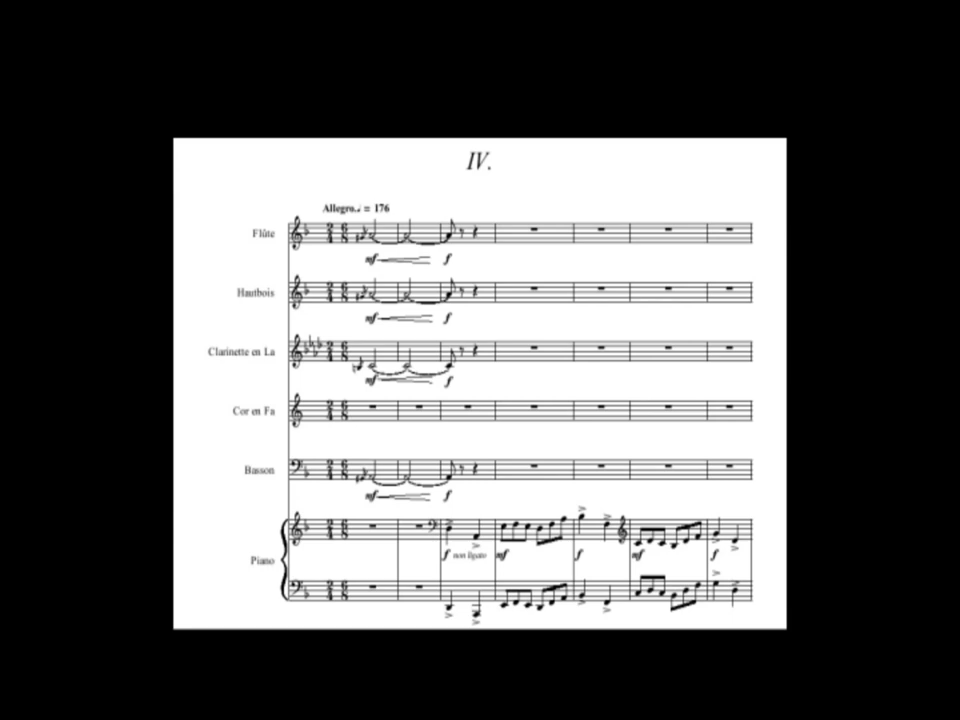 IV.
Allegro ♩. = 176
Flûte
mf f
Hautbois
mf f
Clarinette en La
mf f
Cor en Fa
Basson
mf f
Piano
f non ligato mf f mf f